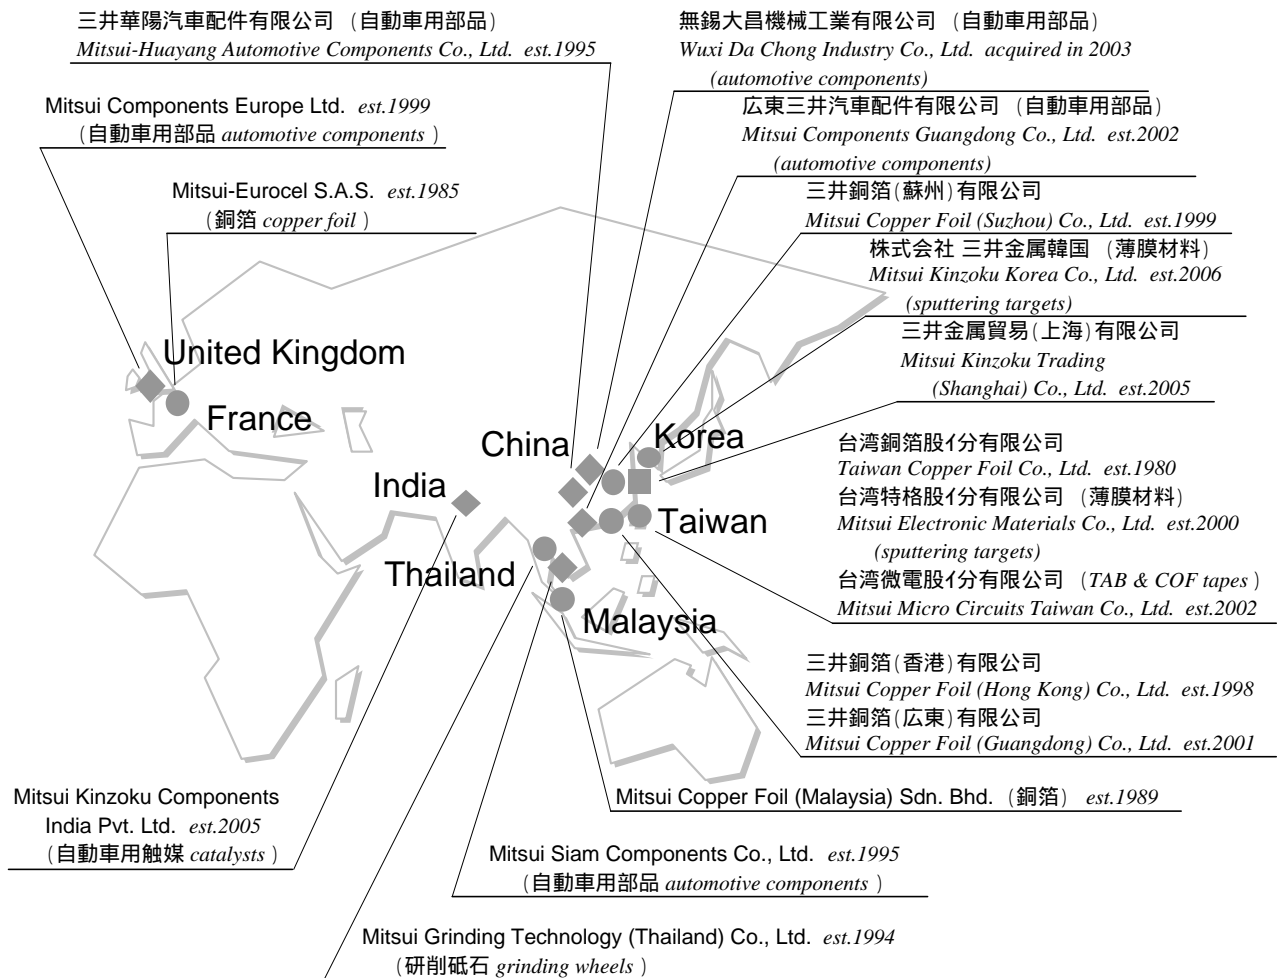 三井華陽汽車配件有限公司 (自動車用部品)
Mitsui-Huayang Automotive Components Co., Ltd. est.1995
無錫大昌機械工業有限公司 (自動車用部品)
Wuxi Da Chong Industry Co., Ltd. acquired in 2003
(automotive components)
Mitsui Components Europe Ltd. est.1999
(自動車用部品 automotive components )
広東三井汽車配件有限公司 (自動車用部品)
Mitsui Components Guangdong Co., Ltd. est.2002
(automotive components)
Mitsui-Eurocel S.A.S. est.1985
(銅箔 copper foil )
三井銅箔(蘇州)有限公司
Mitsui Copper Foil (Suzhou) Co., Ltd. est.1999
株式会社 三井金属韓国 (薄膜材料)
Mitsui Kinzoku Korea Co., Ltd. est.2006
(sputtering targets)
三井金属貿易(上海)有限公司
Mitsui Kinzoku Trading
(Shanghai) Co., Ltd. est.2005
United Kingdom
France
China
Korea
India
Taiwan
Thailand
Malaysia
台湾銅箔股イ分有限公司
Taiwan Copper Foil Co., Ltd. est.1980
台湾特格股イ分有限公司 (薄膜材料)
Mitsui Electronic Materials Co., Ltd. est.2000
(sputtering targets)
台湾微電股イ分有限公司 (TAB & COF tapes )
Mitsui Micro Circuits Taiwan Co., Ltd. est.2002
三井銅箔(香港)有限公司
Mitsui Copper Foil (Hong Kong) Co., Ltd. est.1998
三井銅箔(広東)有限公司
Mitsui Copper Foil (Guangdong) Co., Ltd. est.2001
Mitsui Kinzoku Components
India Pvt. Ltd. est.2005
(自動車用触媒 catalysts )
Mitsui Copper Foil (Malaysia) Sdn. Bhd. (銅箔) est.1989
Mitsui Siam Components Co., Ltd. est.1995
(自動車用部品 automotive components )
Mitsui Grinding Technology (Thailand) Co., Ltd. est.1994
(研削砥石 grinding wheels )